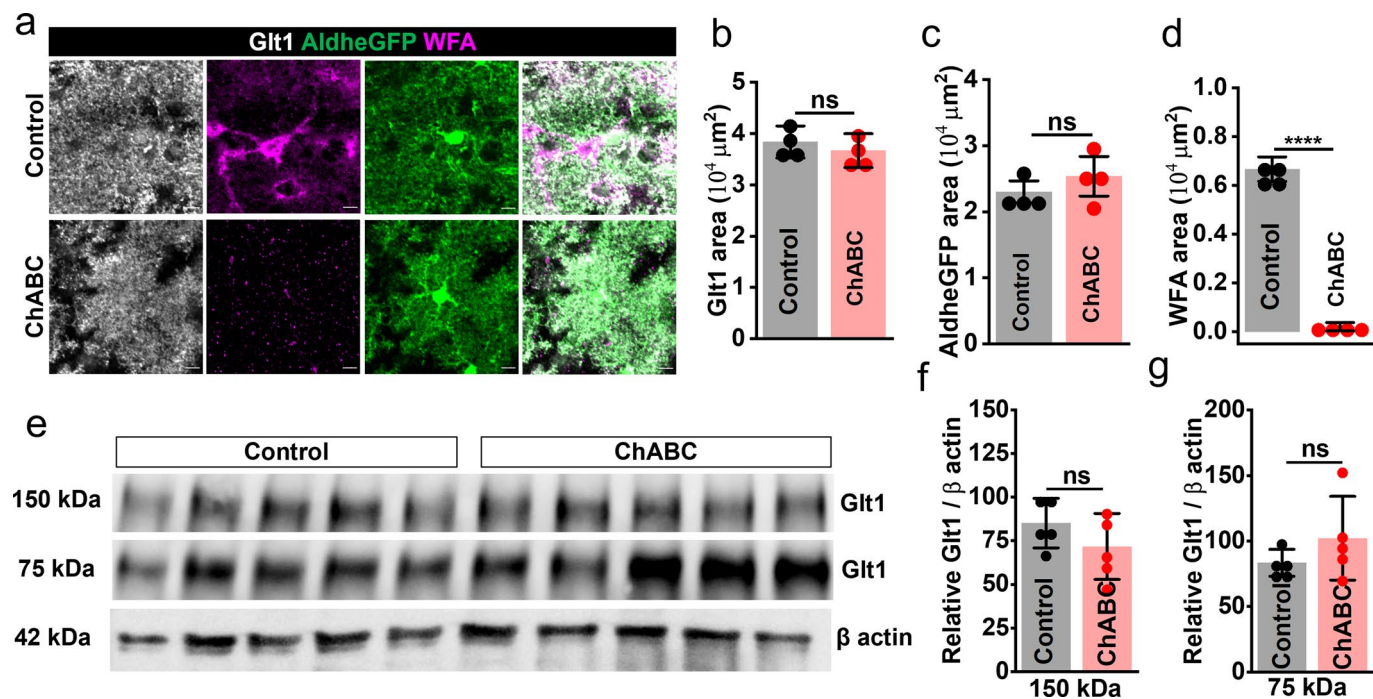 a
Glt1 AldheGFP WFA
Control
ChABC
b
Glt1 area (10⁴ μm²)
5
4
3
2
1
0
ns
Control
ChABC
c
AldheGFP area (10⁴ μm²)
4
3
2
1
0
ns
Control
ChABC
d
WFA area (10⁴ μm²)
0.8
0.6
0.4
0.2
0.0
****
Control
ChABC
e
Control
ChABC
150 kDa
Glt1
75 kDa
Glt1
42 kDa
β actin
f
Relative Glt1 / β actin
150
125
100
75
50
25
0
ns
Control
ChABC
150 kDa
g
Relative Glt1 / β actin
200
150
100
50
0
ns
Control
ChABC
75 kDa